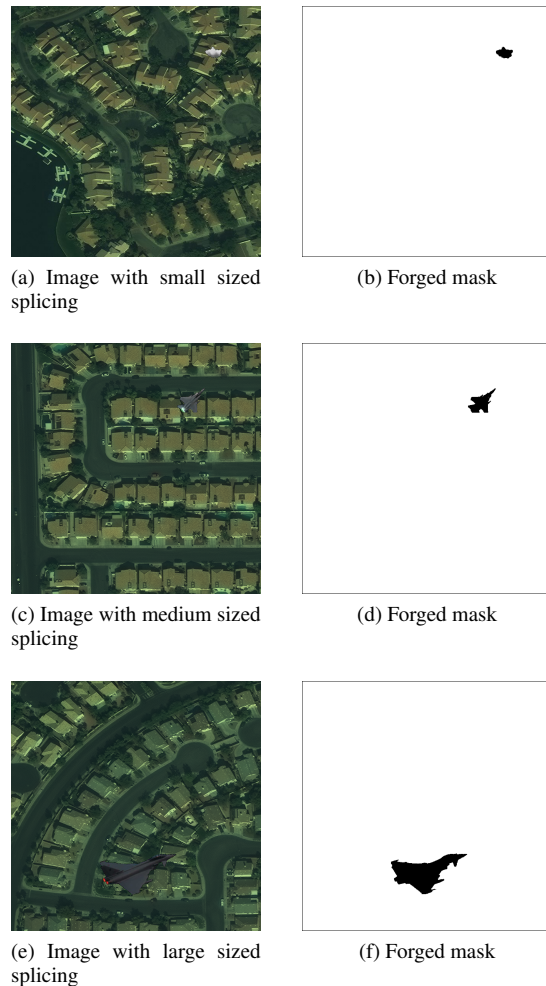 (a) Image with small sized
splicing
(b) Forged mask
(c) Image with medium sized
splicing
(d) Forged mask
(e) Image with large sized
splicing
(f) Forged mask